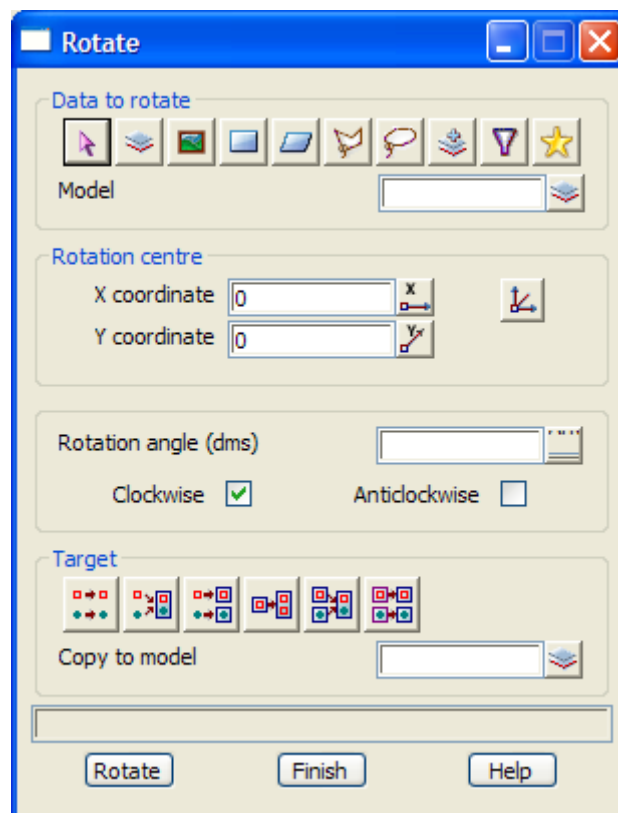 Rotate
Data to rotate
Model
Rotation centre
X coordinate 0 X
Y coordinate 0 Y
Rotation angle (dms)
Clockwise Anticlockwise
Target
Copy to model
Rotate Finish Help